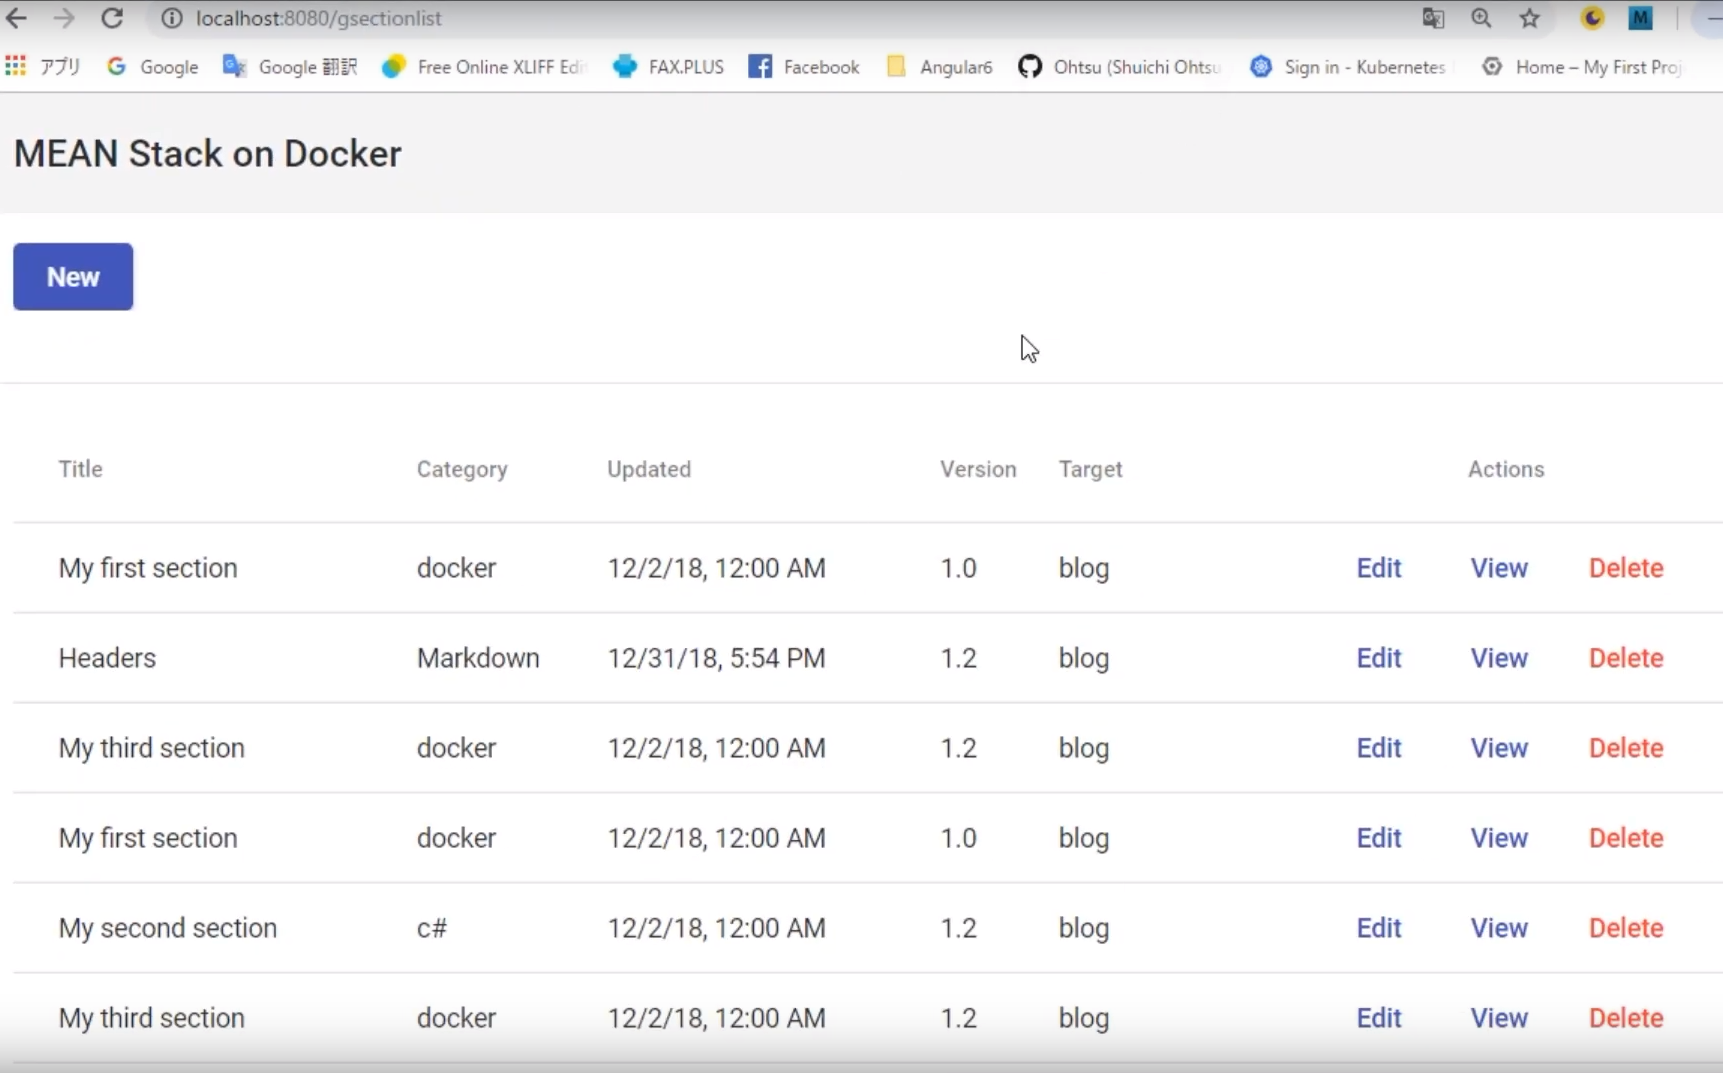 localhost:8080/gsectionlist
アプリ Google Google 翻訳 Free Online XLIFF Edi FAX.PLUS Facebook Angular6 Ohtsu (Shuichi Ohtsu Sign in - Kubernetes Home – My First Proj
MEAN Stack on Docker
New
Title Category Updated Version Target Actions
My first section docker 12/2/18, 12:00 AM 1.0 blog Edit View Delete
Headers Markdown 12/31/18, 5:54 PM 1.2 blog Edit View Delete
My third section docker 12/2/18, 12:00 AM 1.2 blog Edit View Delete
My first section docker 12/2/18, 12:00 AM 1.0 blog Edit View Delete
My second section c# 12/2/18, 12:00 AM 1.2 blog Edit View Delete
My third section docker 12/2/18, 12:00 AM 1.2 blog Edit View Delete